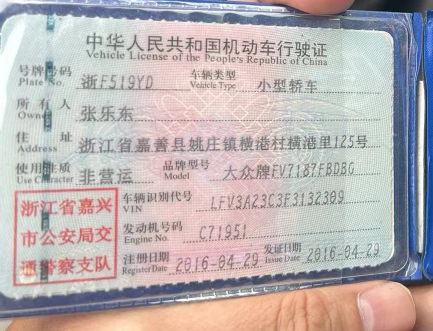 中华人民共和国机动车行驶证
Vehicle License of the People's Republic of China
号牌号码 Plate No. 浙F519YD 车辆类型 Vehicle Type 小型轿车
所有人 Owner 张乐东
住址 Address 浙江省嘉善县姚庄镇横港村横港里125号
使用性质 Use Character 非营运 品牌型号 Model 大众牌FV7187FBDBG
浙江省嘉兴市公安局交通警察支队
车辆识别代号 VIN LFV3A23C3F3132309
发动机号码 Engine No. C71951
注册日期 Register Date 2016-04-29 发证日期 Issue Date 2016-04-29